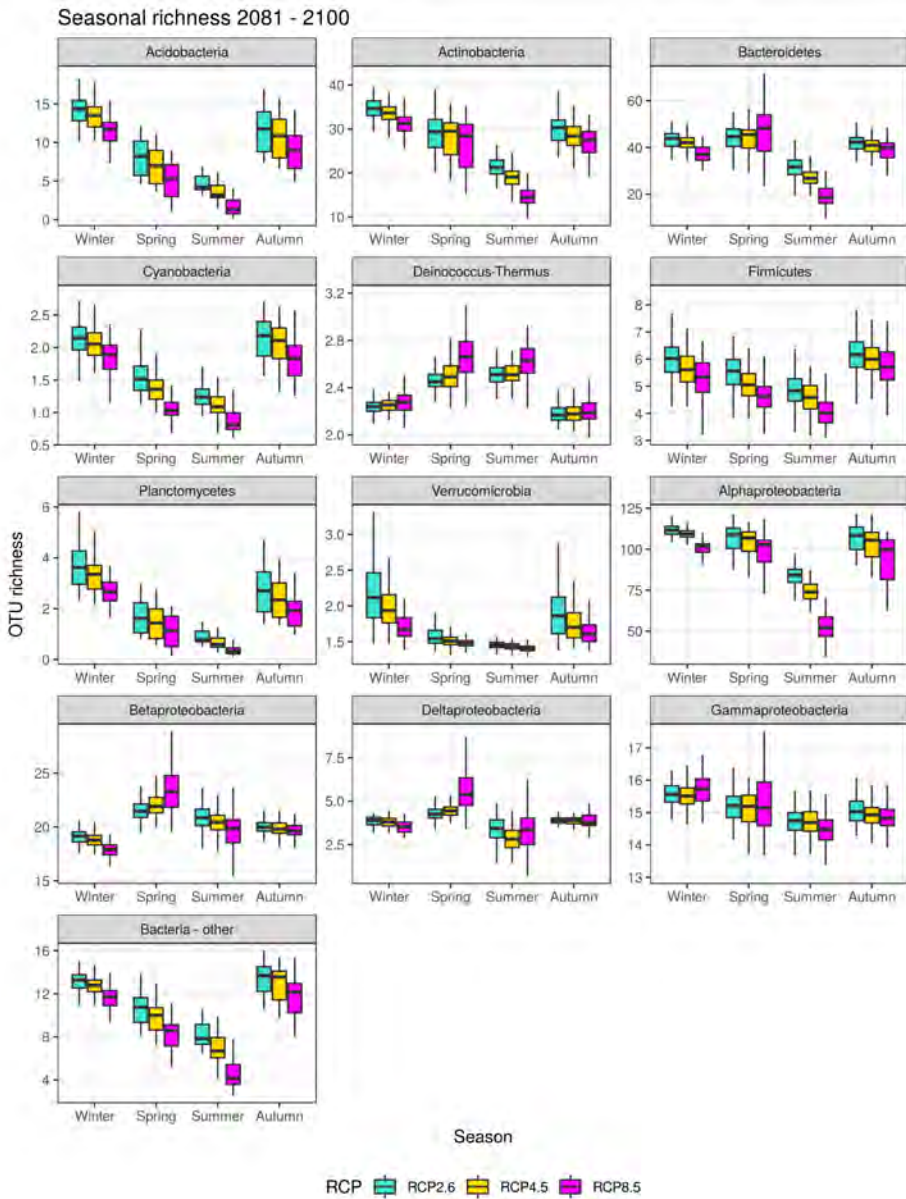 Seasonal richness 2081 - 2100
Acidobacteria
Actinobacteria
Bacteroidetes
15
10
5
0
40
30
20
10
60
40
20
Winter Spring Summer Autumn
Winter Spring Summer Autumn
Winter Spring Summer Autumn
Cyanobacteria
Deinococcus-Thermus
Firmicutes
2.5
2.0
1.5
1.0
0.5
3.2
2.8
2.4
2.0
8
7
6
5
4
3
Winter Spring Summer Autumn
Winter Spring Summer Autumn
Winter Spring Summer Autumn
Planctomycetes
Verrucomicrobia
Alphaproteobacteria
6
4
2
0
3.0
2.5
2.0
1.5
125
100
75
50
Winter Spring Summer Autumn
Winter Spring Summer Autumn
Winter Spring Summer Autumn
OTU richness
Betaproteobacteria
Deltaproteobacteria
Gammaproteobacteria
25
20
15
7.5
5.0
2.5
17
16
15
14
13
Winter Spring Summer Autumn
Winter Spring Summer Autumn
Winter Spring Summer Autumn
Bacteria - other
16
12
8
4
Winter Spring Summer Autumn
Season
RCP RCP2.6 RCP4.5 RCP8.5